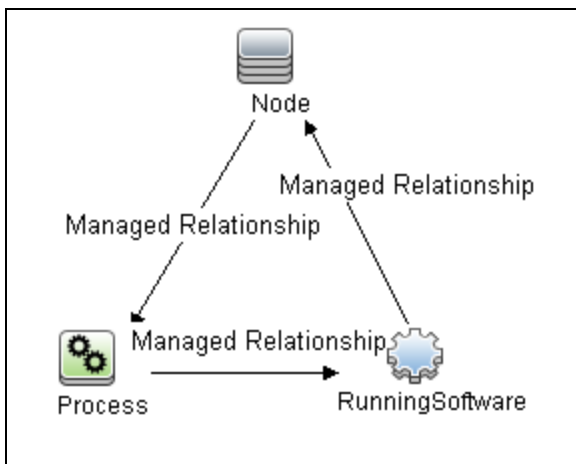 Node
Managed Relationship
Managed Relationship
Managed Relationship
Process
RunningSoftware